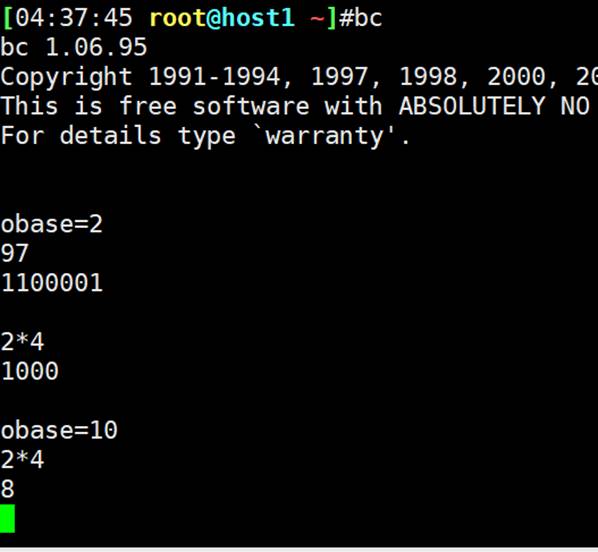 [04:37:45 root@host1 ~]#bc
bc 1.06.95
Copyright 1991-1994, 1997, 1998, 2000, 20
This is free software with ABSOLUTELY NO
For details type `warranty'.
obase=2
97
1100001
2*4
1000
obase=10
2*4
8